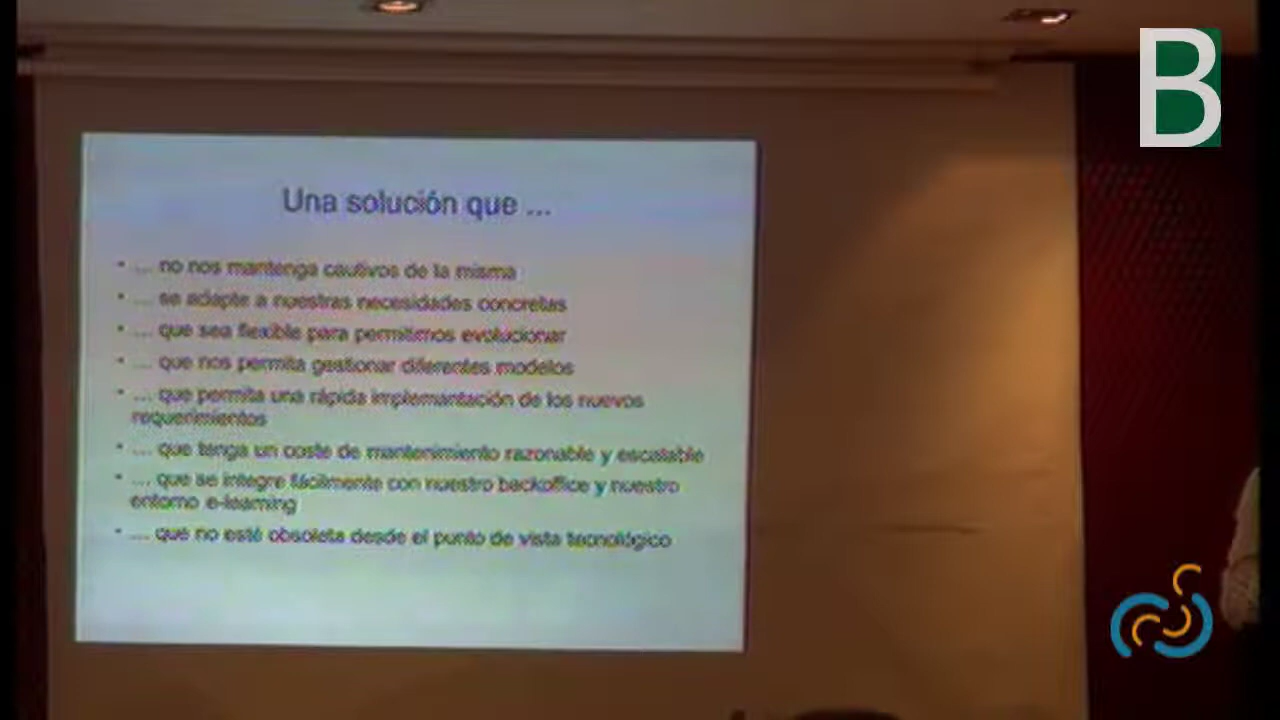 B
Una solución que ...
• ... no nos mantenga cautivos de la misma
• ... se adapte a nuestras necesidades concretas
• ... que sea flexible para permitirnos evolucionar
• ... que nos permita gestionar diferentes modelos
• ... que permita una rápida implementación de los nuevos
requerimientos
• ... que tenga un coste de mantenimiento razonable y escalable
• ... que se integre fácilmente con nuestro backoffice y nuestro
entorno e-learning
• ... que no esté obsoleta desde el punto de vista tecnológico